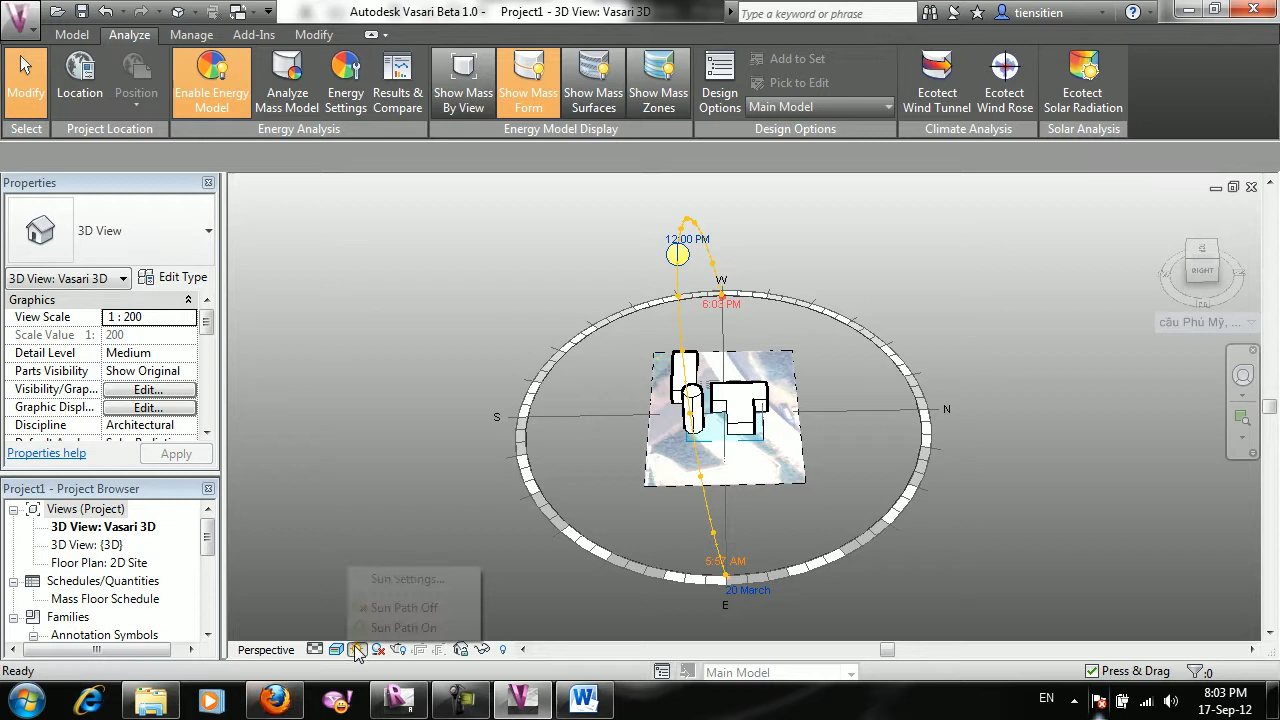 Autodesk Vasari Beta 1.0 - Project1 - 3D View: Vasari 3D
Type a keyword or phrase
tiensitien
Model Analyze Manage Add-Ins Insights Modify
Modify
Location
Position
Enable Energy Model
Analyze Mass Model
Energy Settings
Results & Compare
Show Mass By View
Show Mass Form
Show Mass Surfaces
Show Mass Zones
Design Options
Add to Set
Pick to Edit
Main Model
Ecotect Wind Tunnel
Ecotect Wind Rose
Ecotect Solar Radiation
Select
Project Location
Energy Analysis
Energy Model Display
Design Options
Climate Analysis
Solar Analysis
Properties
3D View
3D View: Vasari 3D
Edit Type
Graphics
View Scale 1 : 200
Scale Value 1: 200
Detail Level Medium
Parts Visibility Show Original
Visibility/Grap... Edit...
Graphic Displ... Edit...
Discipline Architectural
Properties help
Apply
Project1 - Project Browser
Views (Project)
3D View: Vasari 3D
3D View: {3D}
Floor Plan: 2D Site
Schedules/Quantities
Mass Floor Schedule
Families
Annotation Symbols
12:00 PM
W
6:03 PM
S
N
5:57 AM
20 March
E
RIGHT
cầu Phú Mỹ, ...
Sun Settings...
Sun Path Off
Sun Path On
Perspective
Ready
Main Model
Press & Drag
:0
EN
8:03 PM
17-Sep-12